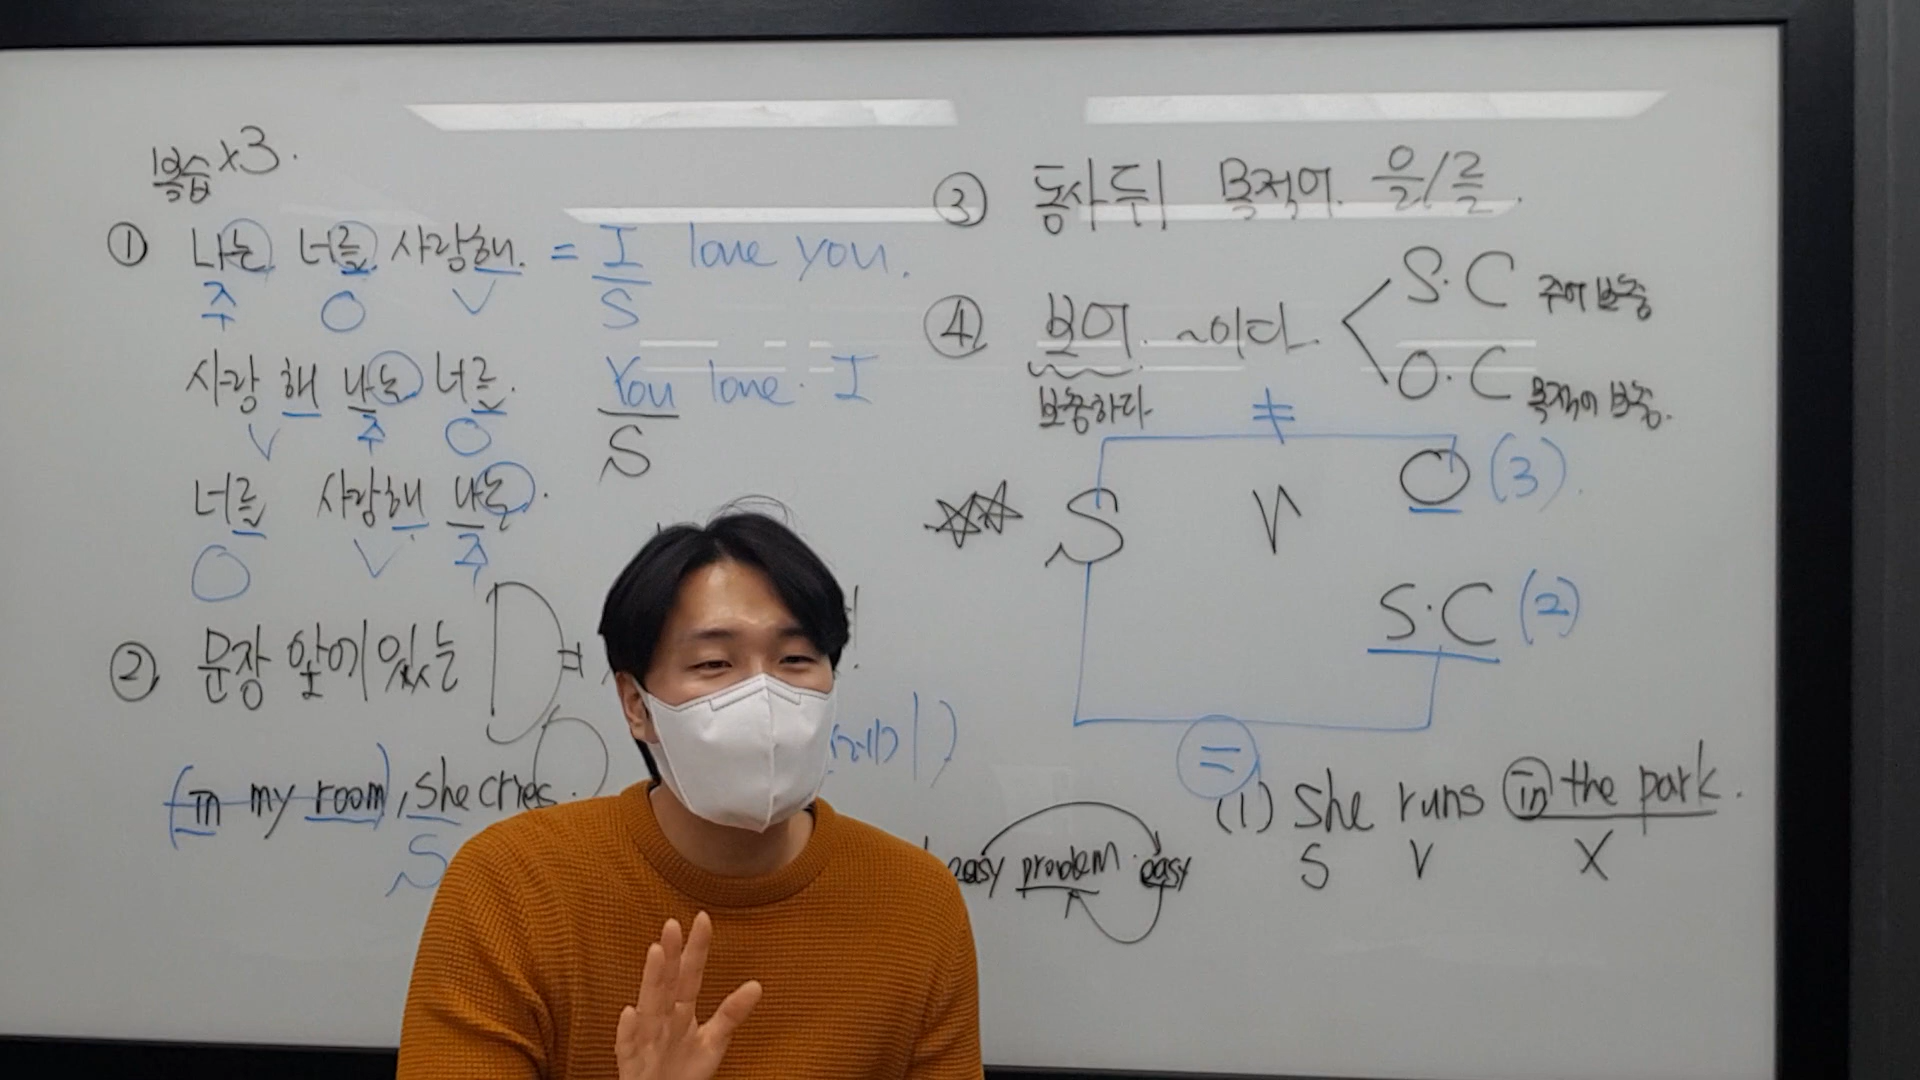 복습 x3.
① 나는 너를 사랑해. = I love you.
주 O V S
사랑해 나는 너를. You love I
V 주 O S
너를 사랑해 나는.
O V 주
② 문장 앞에 있는
(in my room), she cries.
S
③ 동사 뒤 목적어. 을/를.
④ 보어. ~이다. S.C 주어 보충
보충하다. O.C 목적어 보충.
≠
S V O (3).
S.C (2)
=
(1) She runs in the park.
S V X
easy problem easy